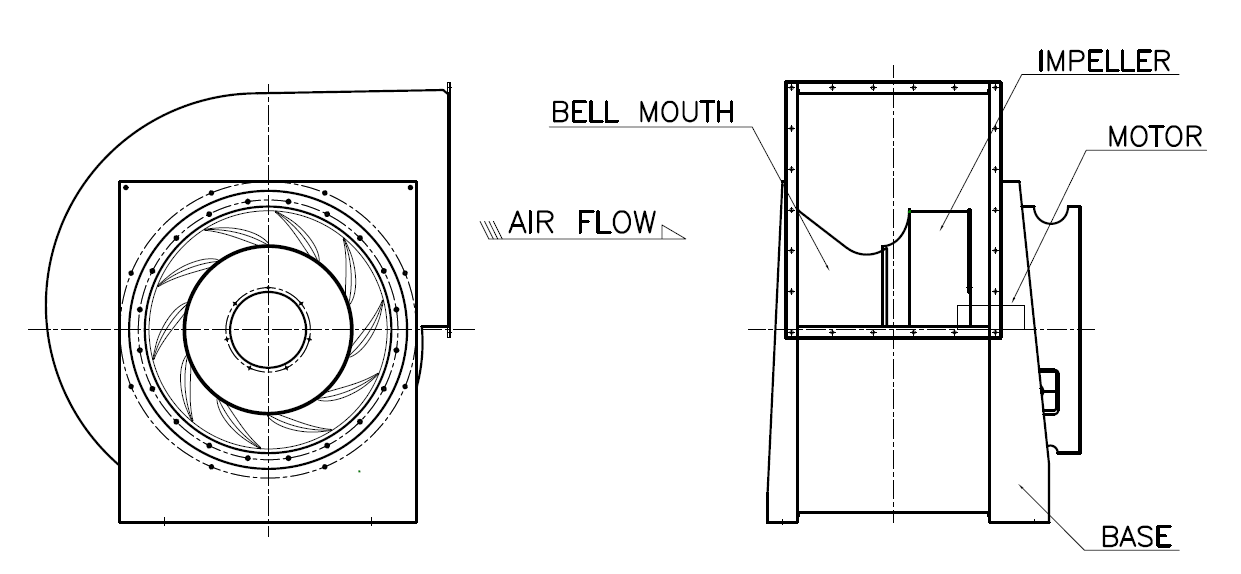 IMPELLER
BELL MOUTH
MOTOR
AIR FLOW
BASE